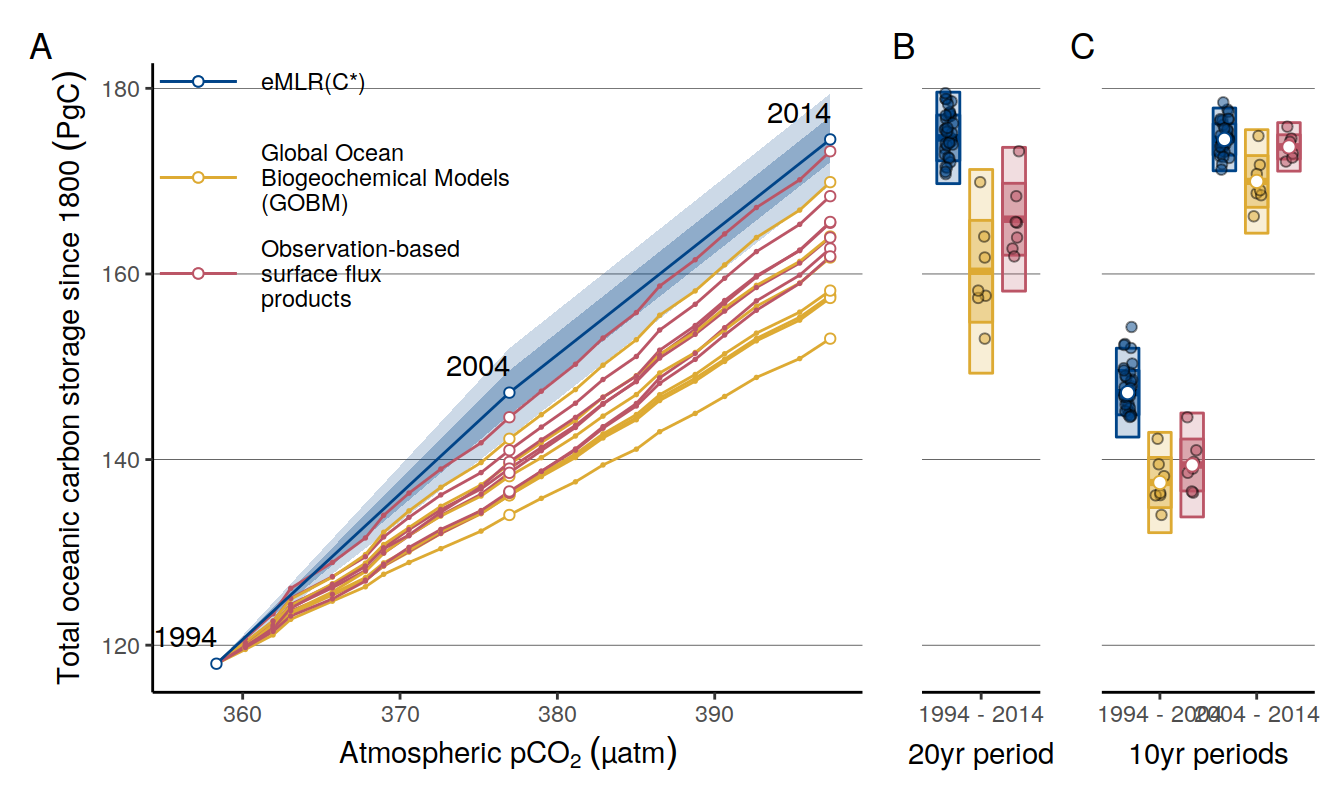 A
B
C
Total oceanic carbon storage since 1800 (PgC)
180
160
140
120
eMLR(C*)
Global Ocean
Biogeochemical Models
(GOBM)
Observation-based
surface flux
products
1994
2004
2014
360
370
380
390
Atmospheric pCO₂ (µatm)
1994 - 2014
20yr period
1994 - 2004
2004 - 2014
10yr periods